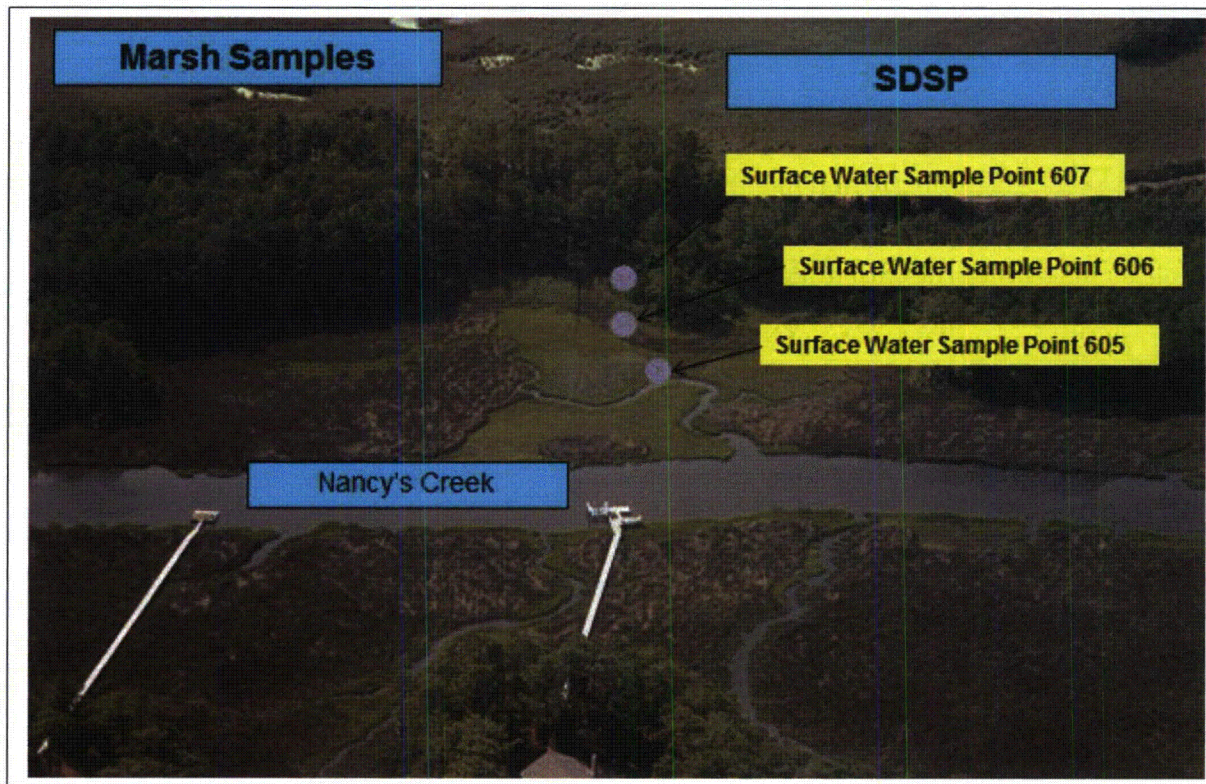 Marsh Samples
SDSP
Surface Water Sample Point 607
Surface Water Sample Point 606
Surface Water Sample Point 605
Nancy's Creek